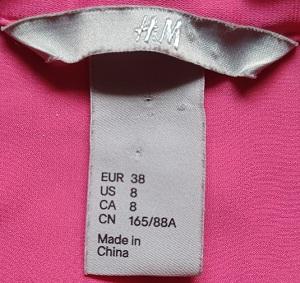 H&M
EUR 38
US 8
CA 8
CN 165/88A
Made in
China